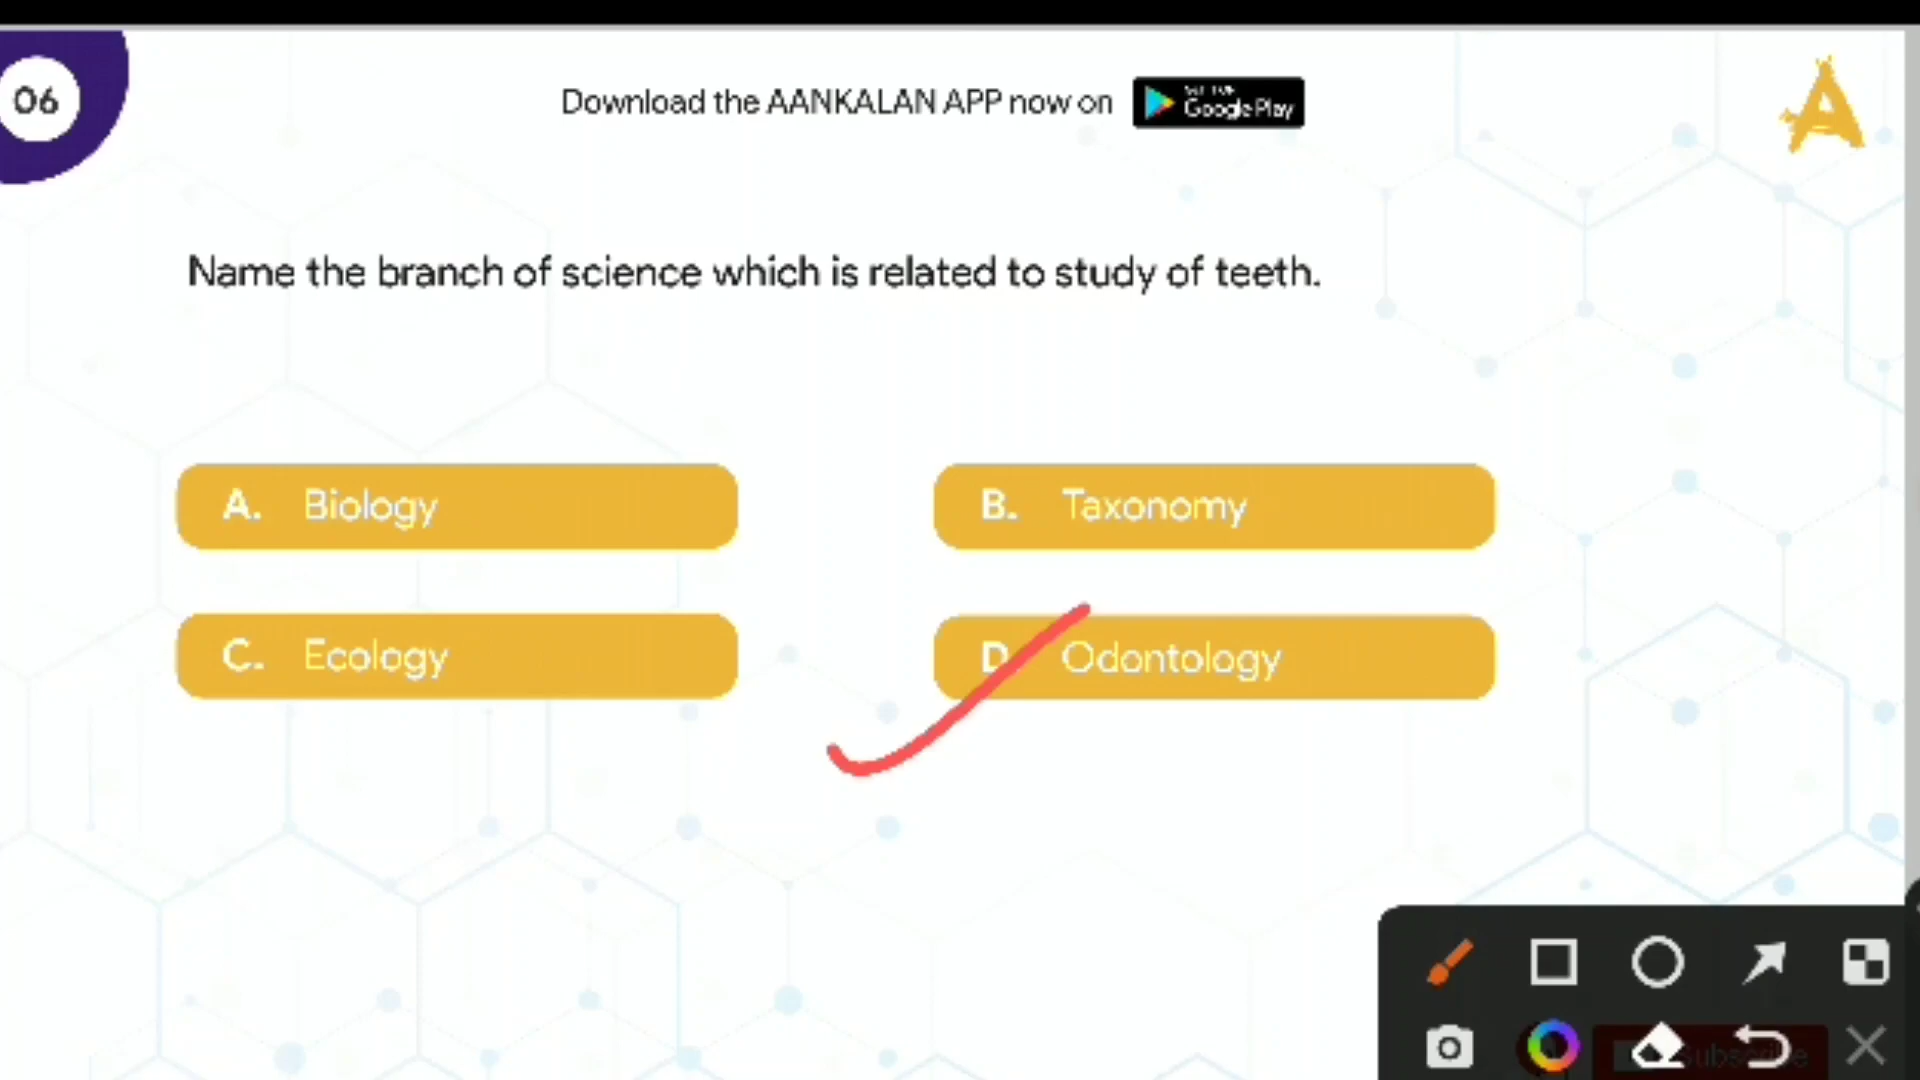 06
Download the AANKALAN APP now on
Google Play
Name the branch of science which is related to study of teeth.
A. Biology
B. Taxonomy
C. Ecology
D Odontology